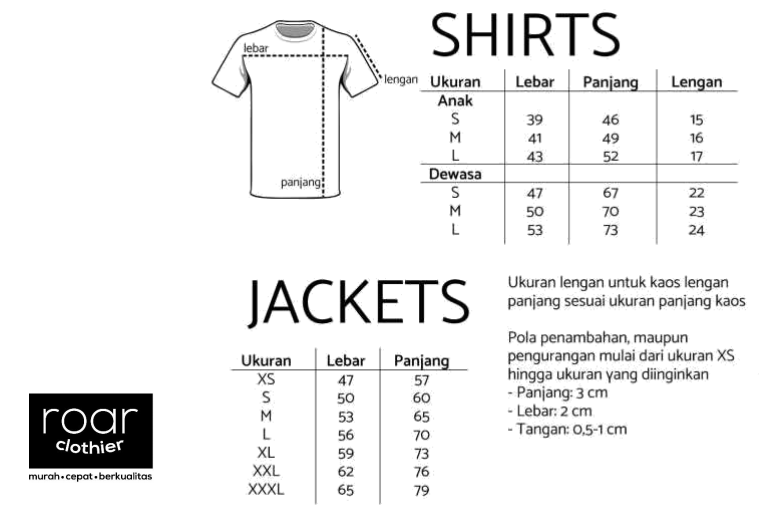 SHIRTS
lebar
lengan
panjang
Ukuran Lebar Panjang Lengan
Anak
S 39 46 15
M 41 49 16
L 43 52 17
Dewasa
S 47 67 22
M 50 70 23
L 53 73 24
JACKETS
Ukuran Lebar Panjang
XS 47 57
S 50 60
M 53 65
L 56 70
XL 59 73
XXL 62 76
XXXL 65 79
Ukuran lengan untuk kaos lengan
panjang sesuai ukuran panjang kaos
Pola penambahan, maupun
pengurangan mulai dari ukuran XS
hingga ukuran yang diinginkan
- Panjang: 3 cm
- Lebar: 2 cm
- Tangan: 0,5-1 cm
roar
clothier
murah•cepat•berkualitas